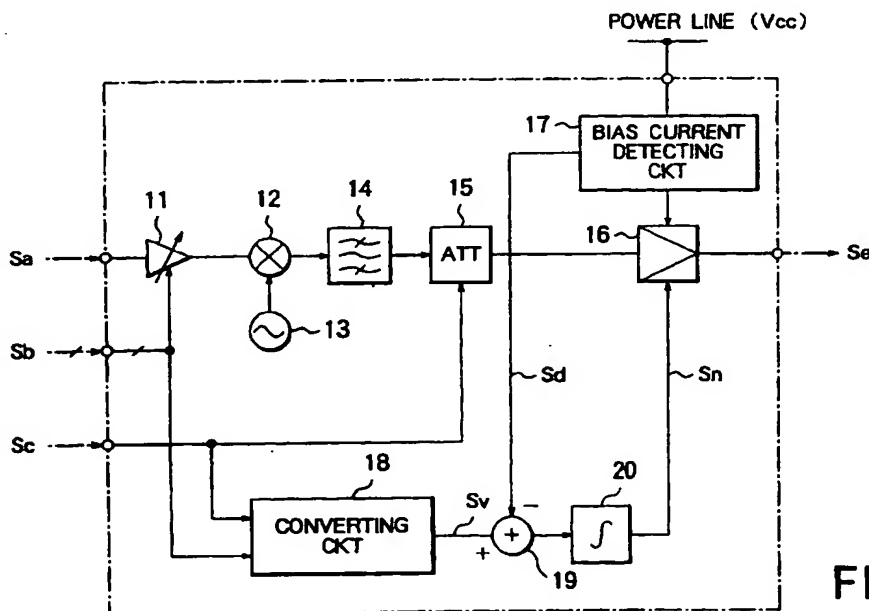 POWER LINE (Vcc)
17
BIAS CURRENT
DETECTING
CKT
11
12
14
15
16
Sa
ATT
Se
13
Sb
Sd
Sn
Sc
18
Sv
20
CONVERTING
CKT
+
−
+
∫
19